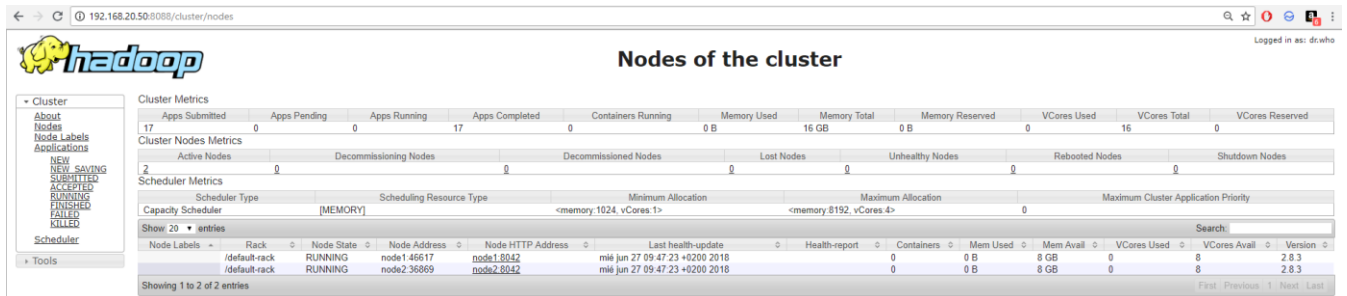 192.168.20.50:8088/cluster/nodes
Logged in as: dr.who
hadoop
Nodes of the cluster
Cluster
About
Nodes
Node Labels
Applications
NEW
NEW_SAVING
SUBMITTED
ACCEPTED
RUNNING
FINISHED
FAILED
KILLED
Scheduler
Tools
Cluster Metrics
Apps Submitted Apps Pending Apps Running Apps Completed Containers Running Memory Used Memory Total Memory Reserved VCores Used VCores Total VCores Reserved
17 0 0 17 0 0 B 16 GB 0 B 0 16 0
Cluster Nodes Metrics
Active Nodes Decommissioning Nodes Decommissioned Nodes Lost Nodes Unhealthy Nodes Rebooted Nodes Shutdown Nodes
2 0 0 0 0 0 0
Scheduler Metrics
Scheduler Type Scheduling Resource Type Minimum Allocation Maximum Allocation Maximum Cluster Application Priority
Capacity Scheduler [MEMORY] <memory:1024, vCores:1> <memory:8192, vCores:4> 0
Show 20 entries Search:
Node Labels Rack Node State Node Address Node HTTP Address Last health-update Health-report Containers Mem Used Mem Avail VCores Used VCores Avail Version
/default-rack RUNNING node1:46617 node1:8042 mié jun 27 09:47:23 +0200 2018 0 0 B 8 GB 0 8 2.8.3
/default-rack RUNNING node2:36869 node2:8042 mié jun 27 09:47:23 +0200 2018 0 0 B 8 GB 0 8 2.8.3
Showing 1 to 2 of 2 entries First Previous 1 Next Last